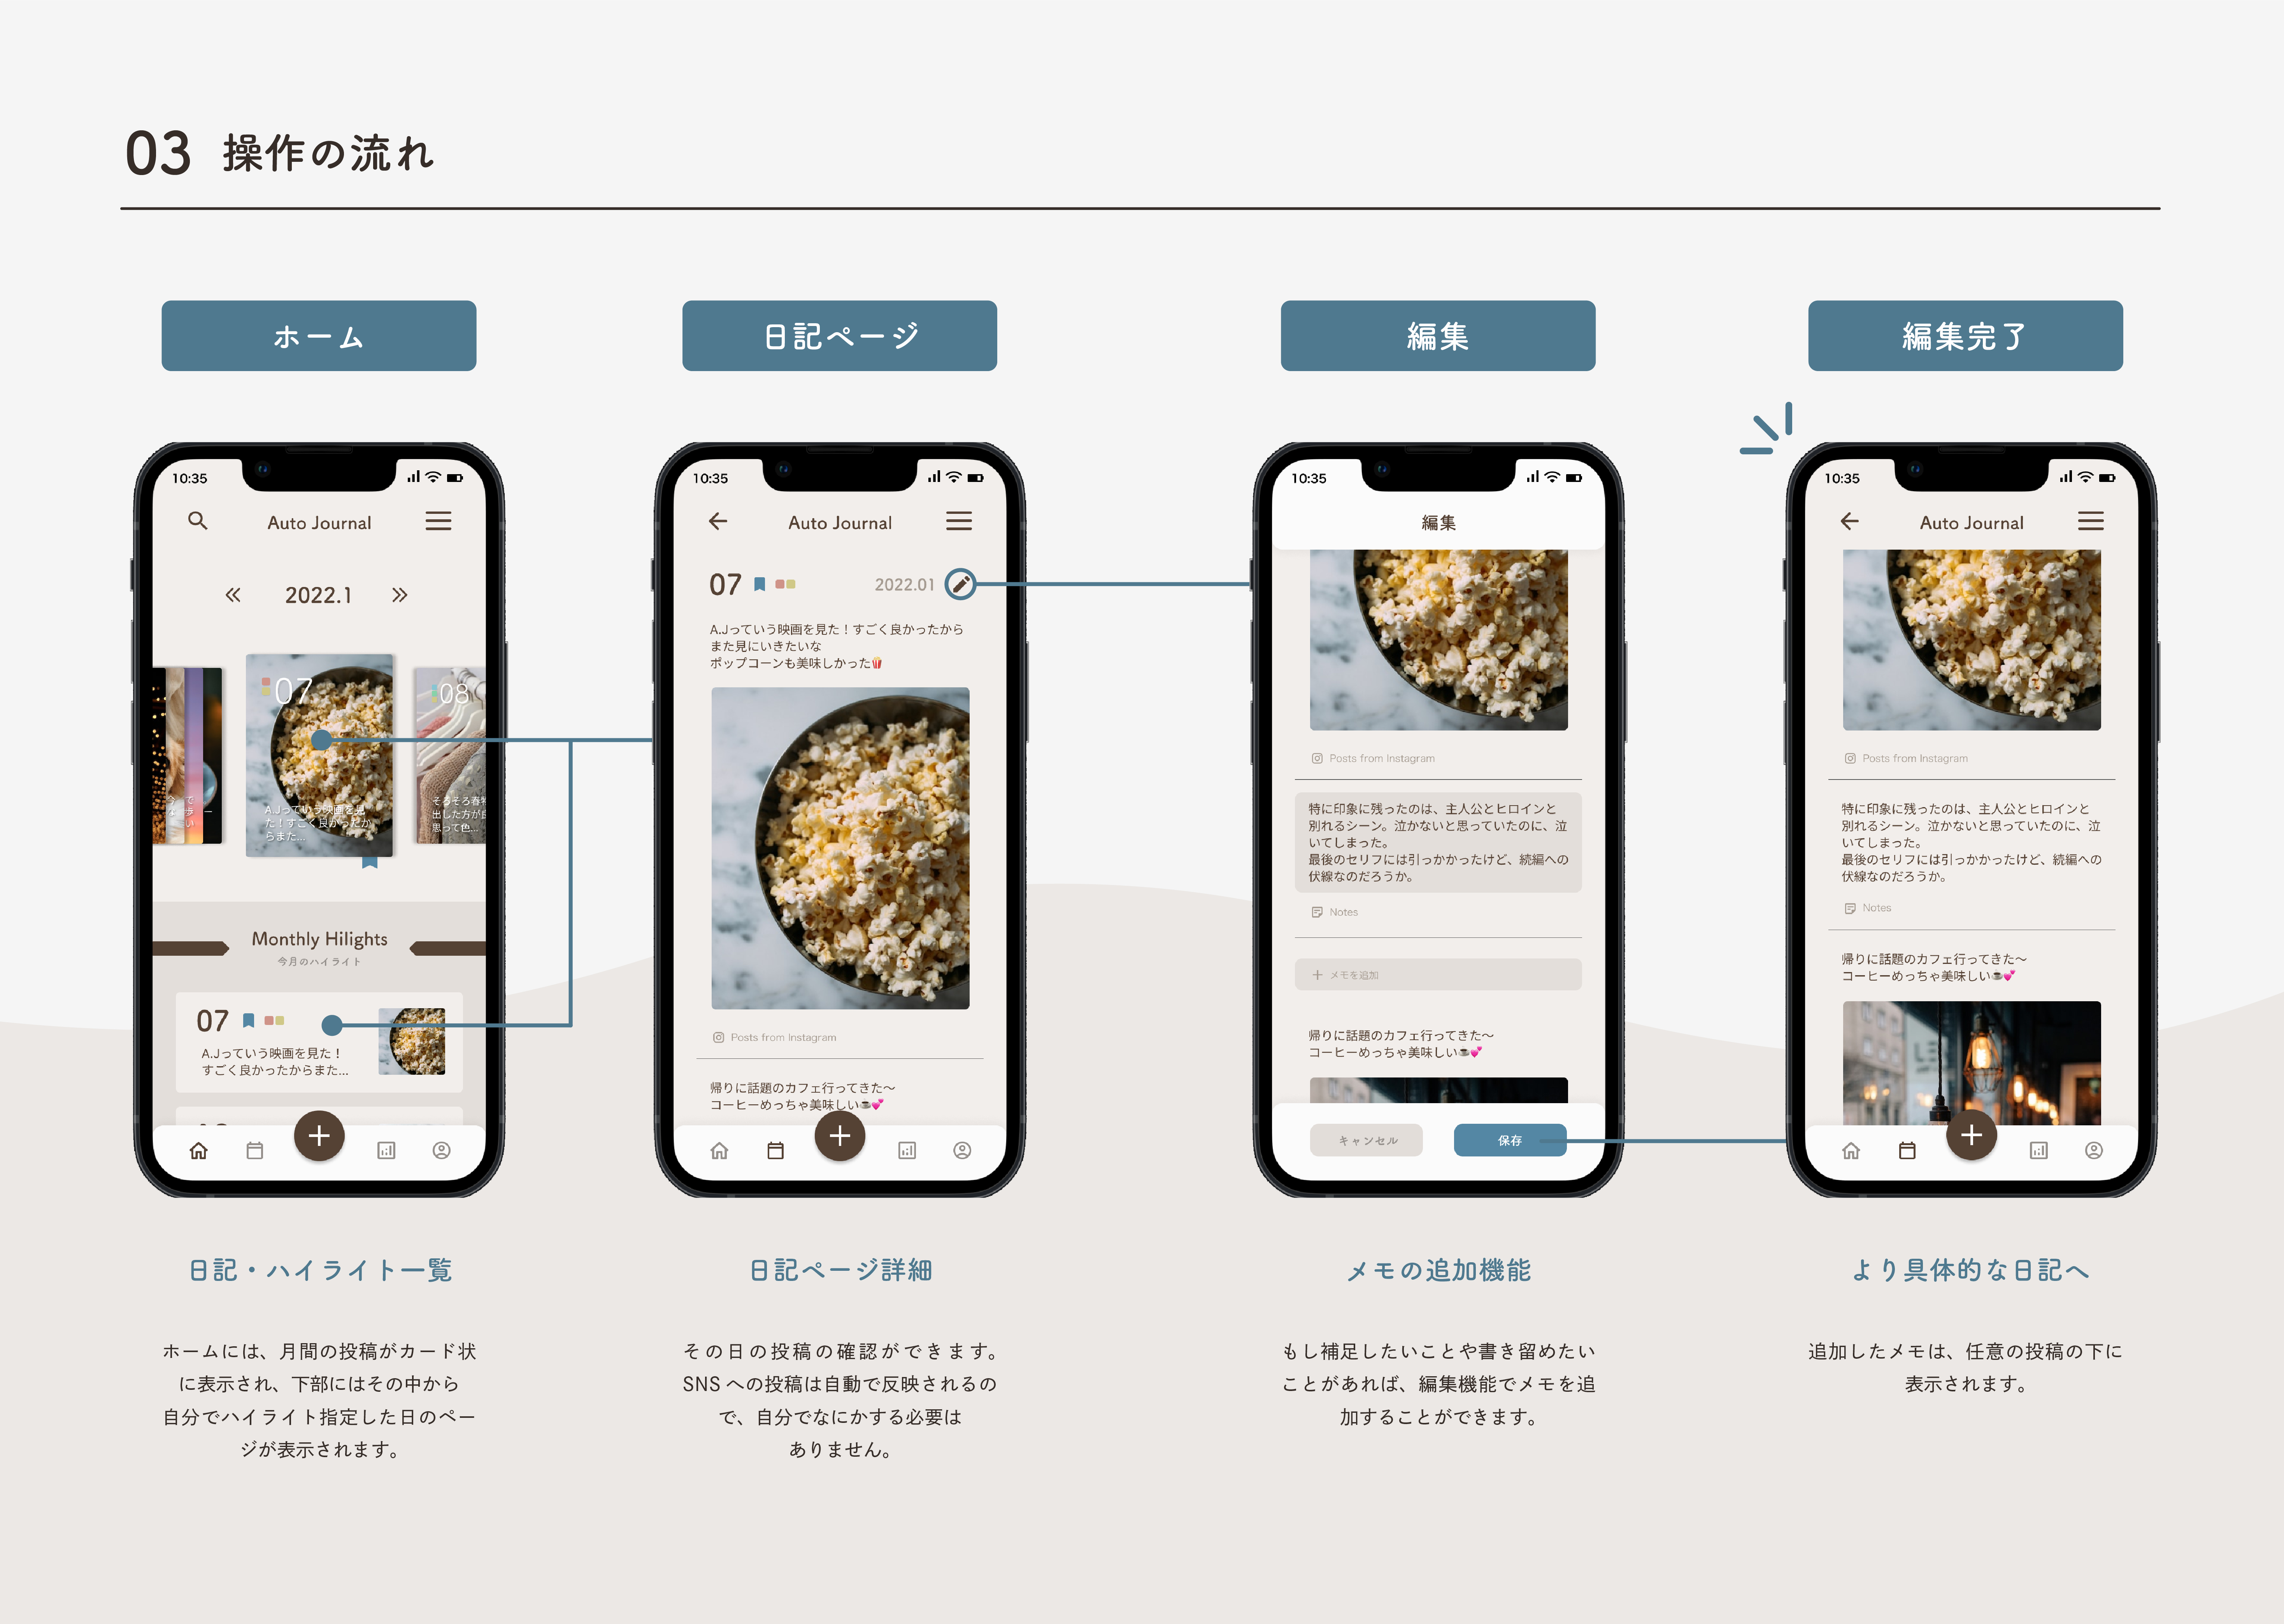 03 操作の流れ
ホーム
日記ページ
編集
編集完了
10:35
Auto Journal
2022.1
07
A.Jっていう映画を見
た！すごく良かったか
らまた...
08
そろそろ春物
出した方が
思って色...
Monthly Hilights
今月のハイライト
07
A.Jっていう映画を見た！
すごく良かったからまた...
10:35
Auto Journal
07
2022.01
A.Jっていう映画を見た！すごく良かったから
また見にいきたいな
ポップコーンも美味しかった🍿
Posts from Instagram
帰りに話題のカフェ行ってきた〜
コーヒーめっちゃ美味しい☕💕
10:35
編集
Posts from Instagram
特に印象に残ったのは、主人公とヒロインと
別れるシーン。泣かないと思っていたのに、泣
いてしまった。
最後のセリフには引っかかったけど、続編への
伏線なのだろうか。
Notes
メモを追加
帰りに話題のカフェ行ってきた〜
コーヒーめっちゃ美味しい☕💕
キャンセル
保存
10:35
Auto Journal
Posts from Instagram
特に印象に残ったのは、主人公とヒロインと
別れるシーン。泣かないと思っていたのに、泣
いてしまった。
最後のセリフには引っかかったけど、続編への
伏線なのだろうか。
Notes
帰りに話題のカフェ行ってきた〜
コーヒーめっちゃ美味しい☕💕
日記・ハイライト一覧
ホームには、月間の投稿がカード状
に表示され、下部にはその中から
自分でハイライト指定した日のペー
ジが表示されます。
日記ページ詳細
その日の投稿の確認ができます。
SNS への投稿は自動で反映されるの
で、自分でなにかする必要は
ありません。
メモの追加機能
もし補足したいことや書き留めたい
ことがあれば、編集機能でメモを追
加することができます。
より具体的な日記へ
追加したメモは、任意の投稿の下に
表示されます。